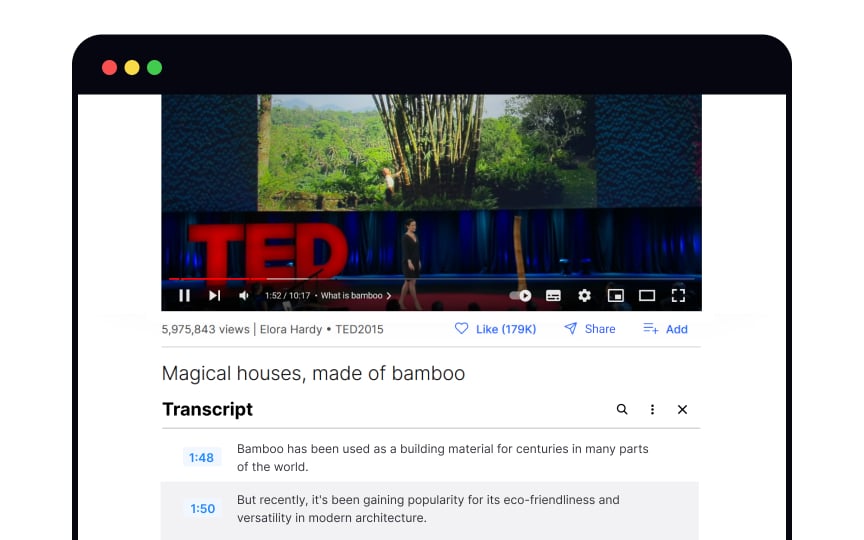 TED
1:52 / 10:17 • What is bamboo
5,975,843 views | Elora Hardy • TED2015
Like (179K)
Share
Add
Magical houses, made of bamboo
Transcript
1:48
Bamboo has been used as a building material for centuries in many parts
of the world.
1:50
But recently, it's been gaining popularity for its eco-friendliness and
versatility in modern architecture.